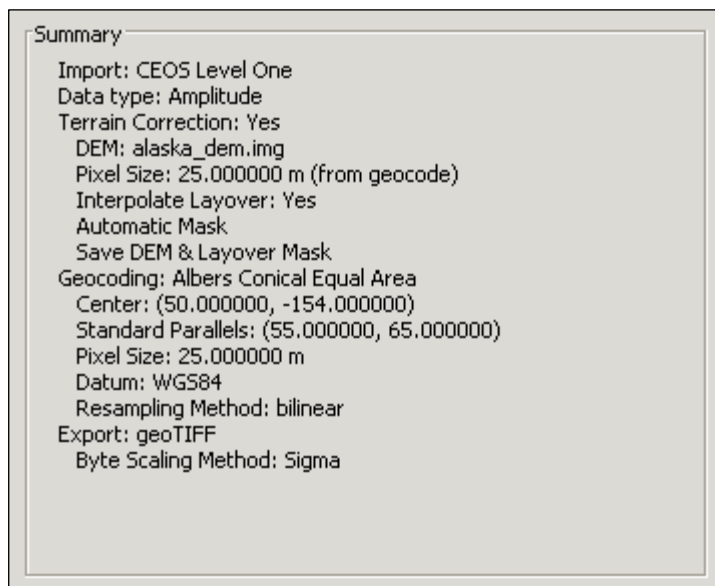 Summary
Import: CEOS Level One
Data type: Amplitude
Terrain Correction: Yes
DEM: alaska_dem.img
Pixel Size: 25.000000 m (from geocode)
Interpolate Layover: Yes
Automatic Mask
Save DEM & Layover Mask
Geocoding: Albers Conical Equal Area
Center: (50.000000, -154.000000)
Standard Parallels: (55.000000, 65.000000)
Pixel Size: 25.000000 m
Datum: WGS84
Resampling Method: bilinear
Export: geoTIFF
Byte Scaling Method: Sigma